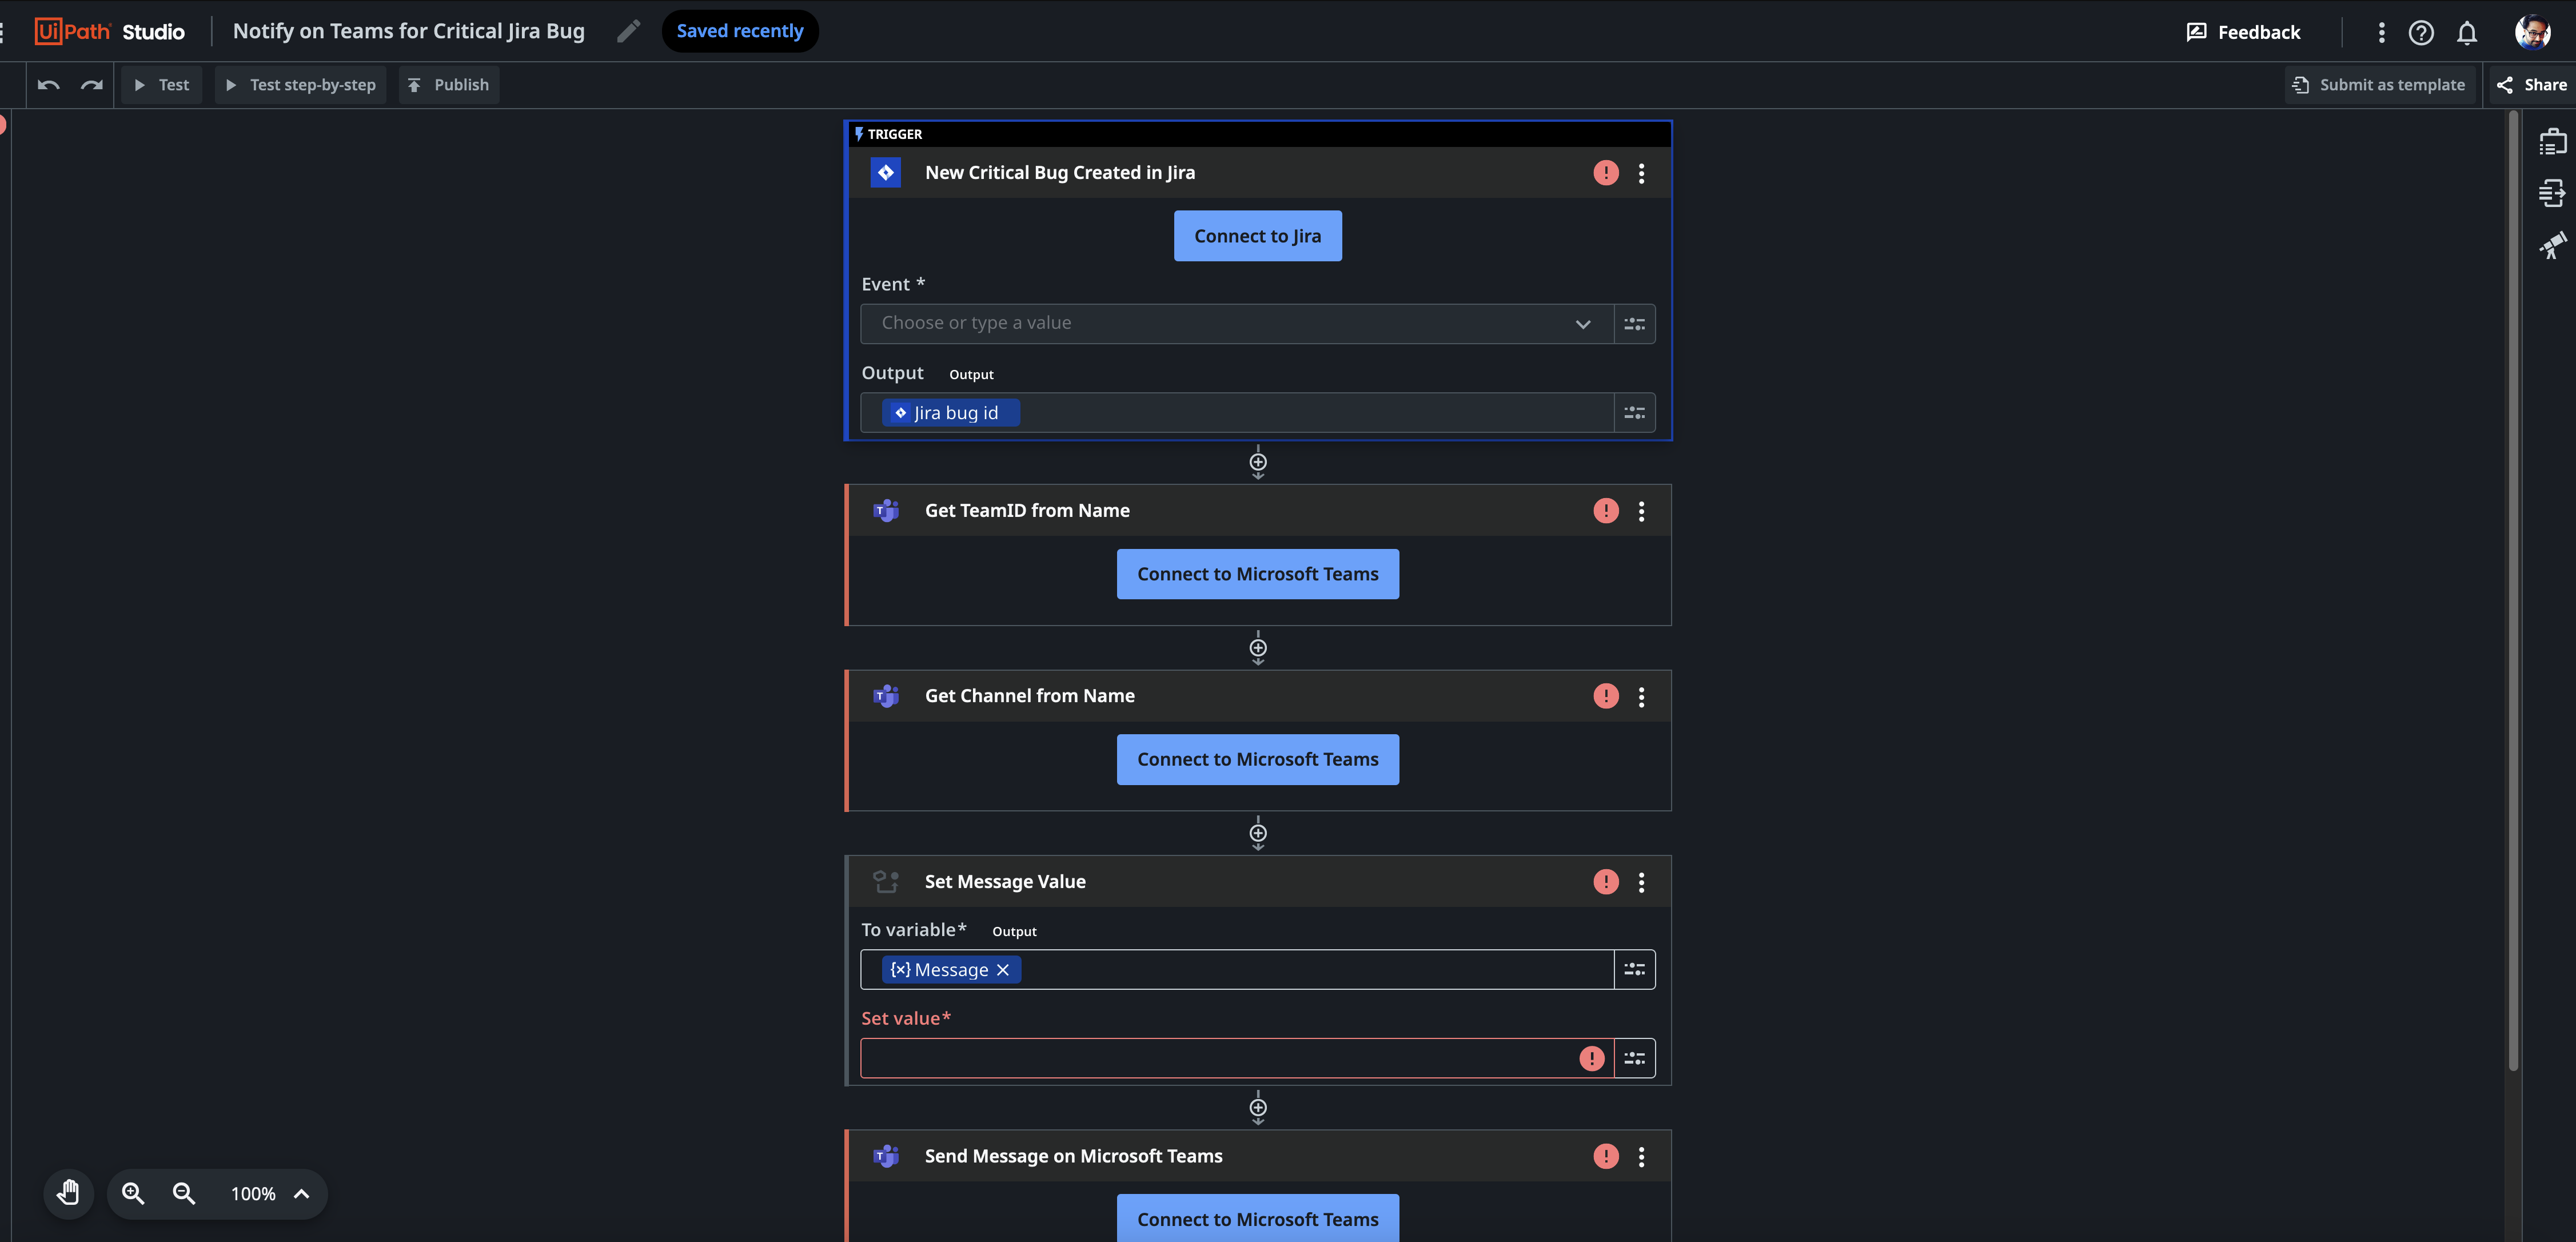 UiPath Studio Notify on Teams for Critical Jira Bug Saved recently Feedback
Test Test step-by-step Publish Submit as template Share
TRIGGER
New Critical Bug Created in Jira
Connect to Jira
Event *
Choose or type a value
Output Output
Jira bug id
Get TeamID from Name
Connect to Microsoft Teams
Get Channel from Name
Connect to Microsoft Teams
Set Message Value
To variable* Output
{x} Message
Set value*
Send Message on Microsoft Teams
Connect to Microsoft Teams
100%